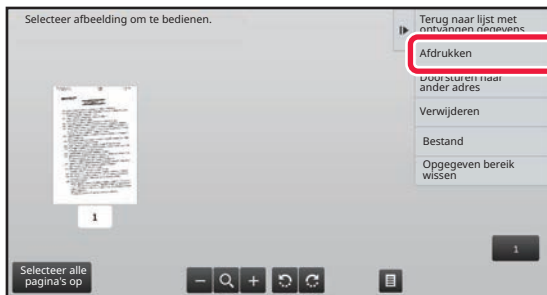 Selecteer afbeelding om te bedienen.
Terug naar lijst met
ontvangen gegevens
Afdrukken
Doorsturen naar
ander adres
Verwijderen
Bestand
Opgegeven bereik
wissen
1
1
Selecteer alle
pagina's op